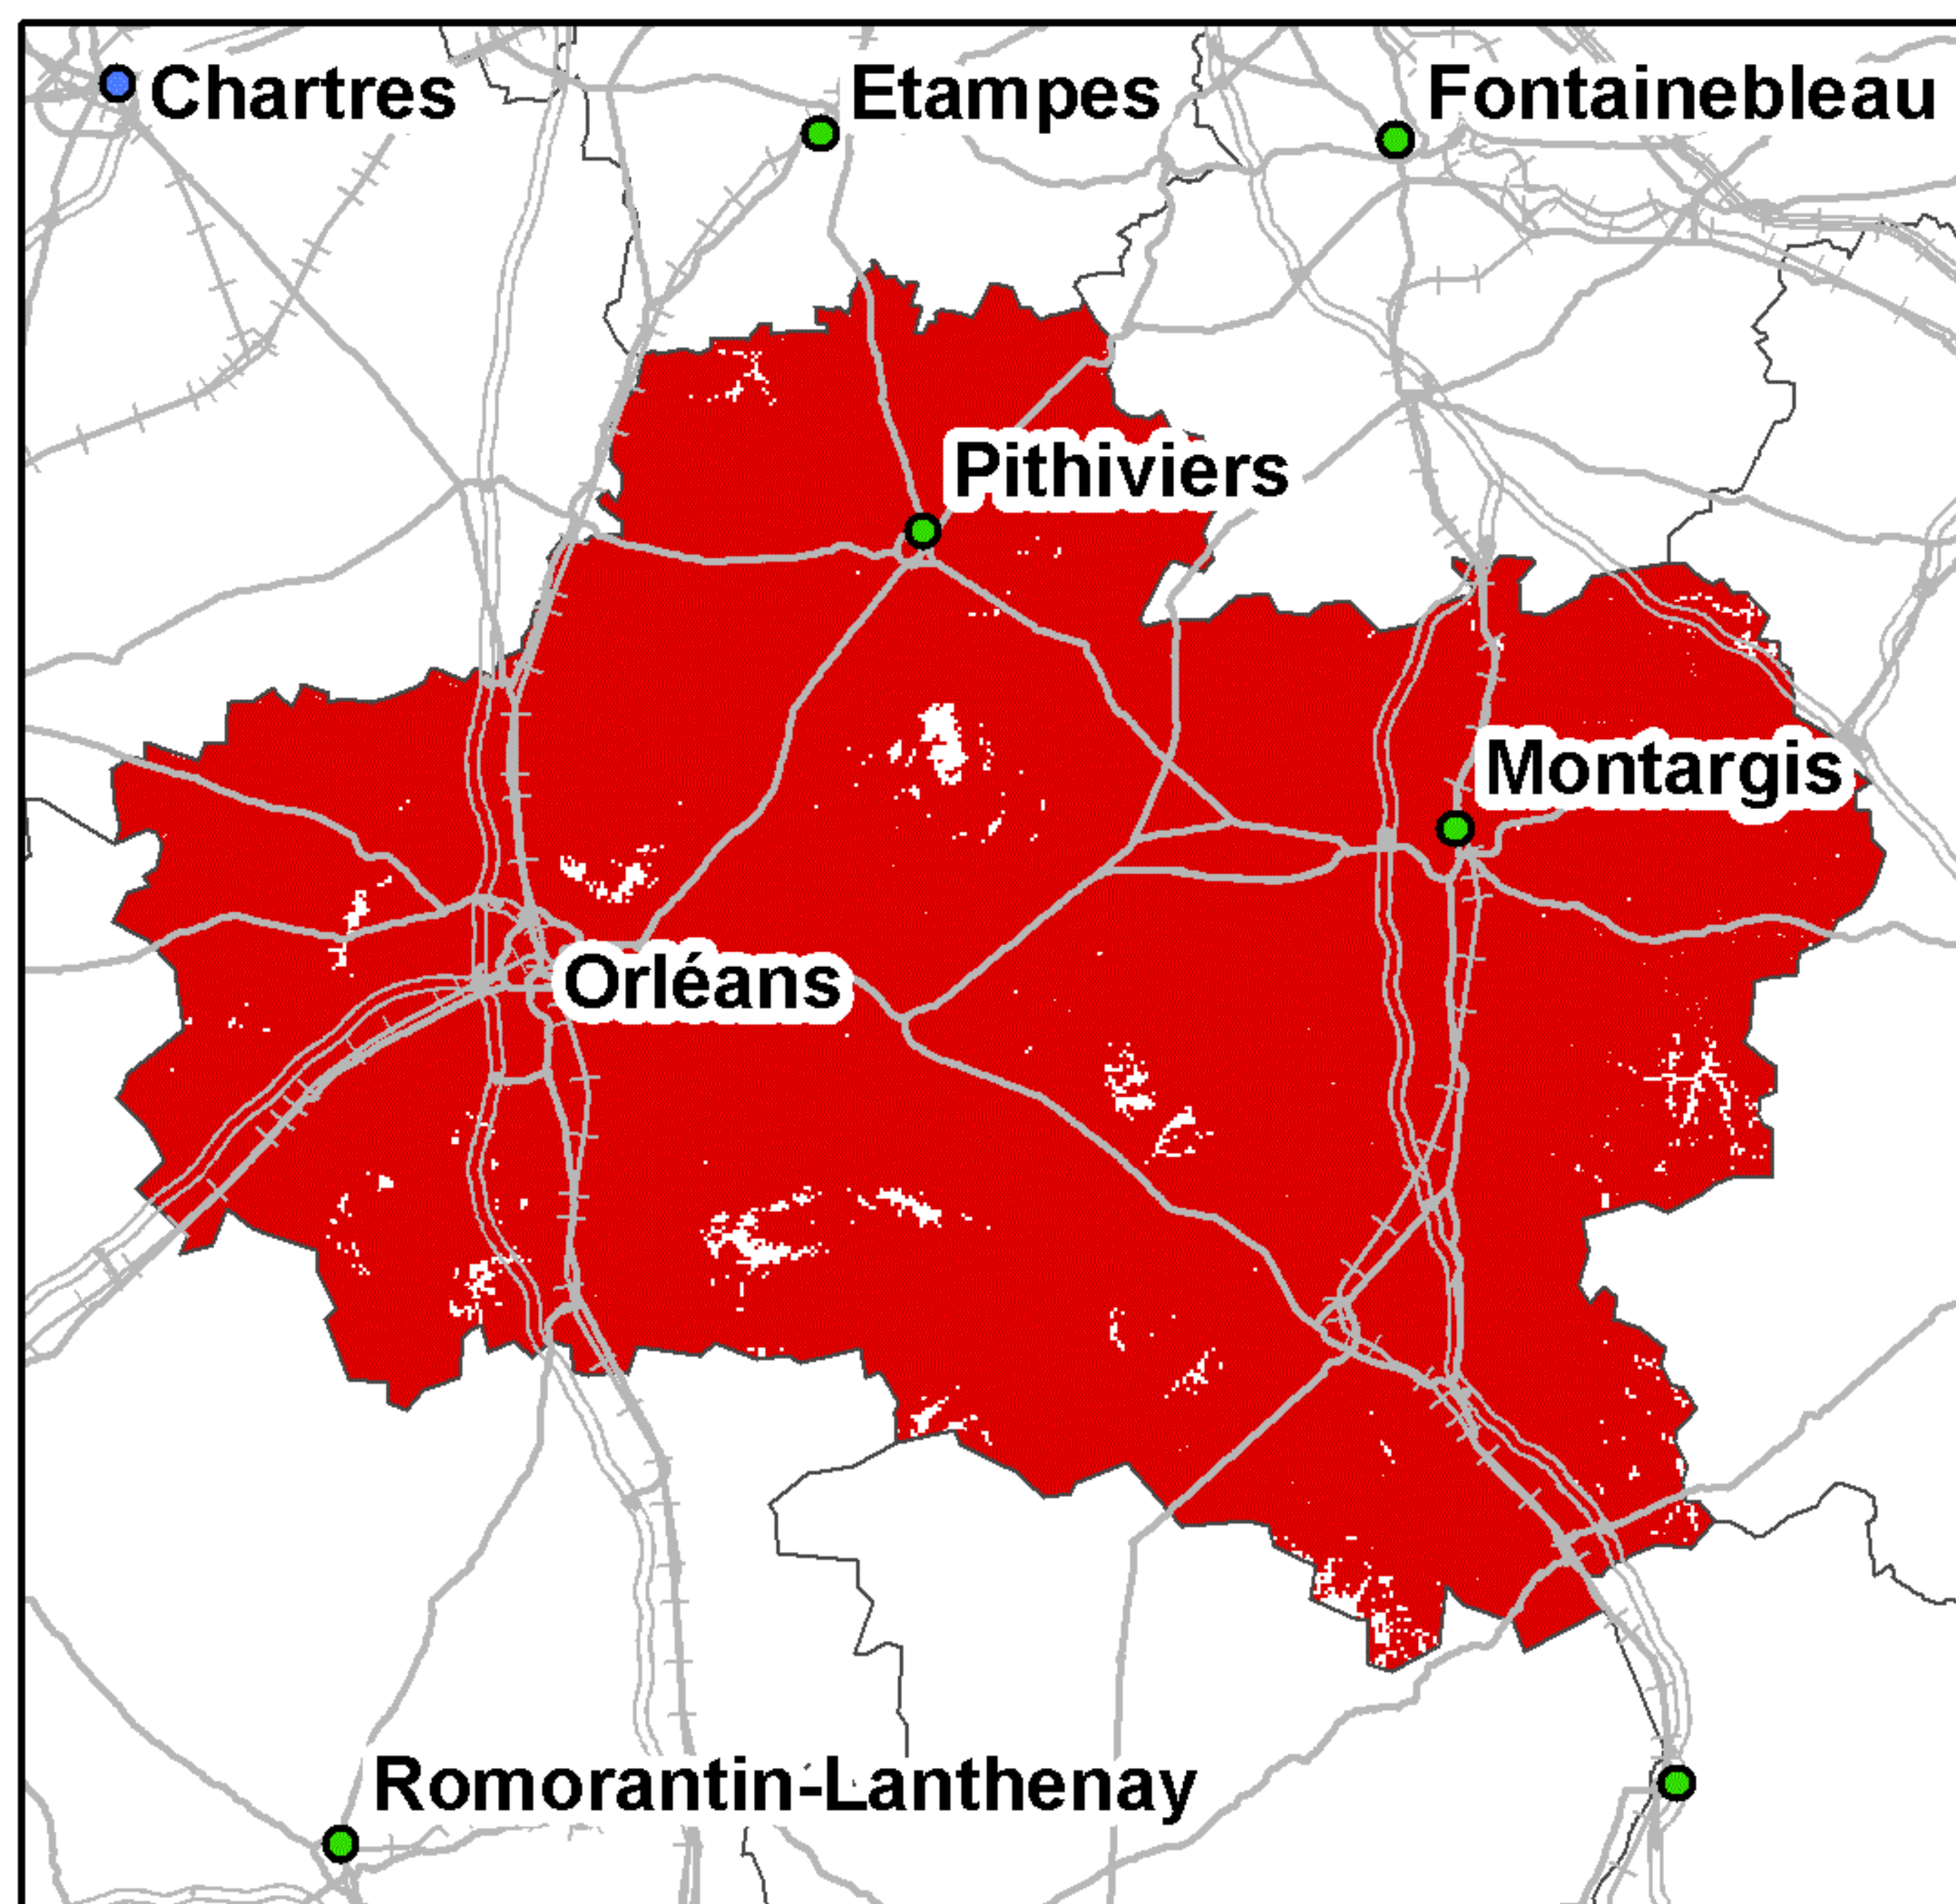 Chartres
Etampes
Fontainebleau
Pithiviers
Montargis
Orléans
Romorantin-Lanthenay